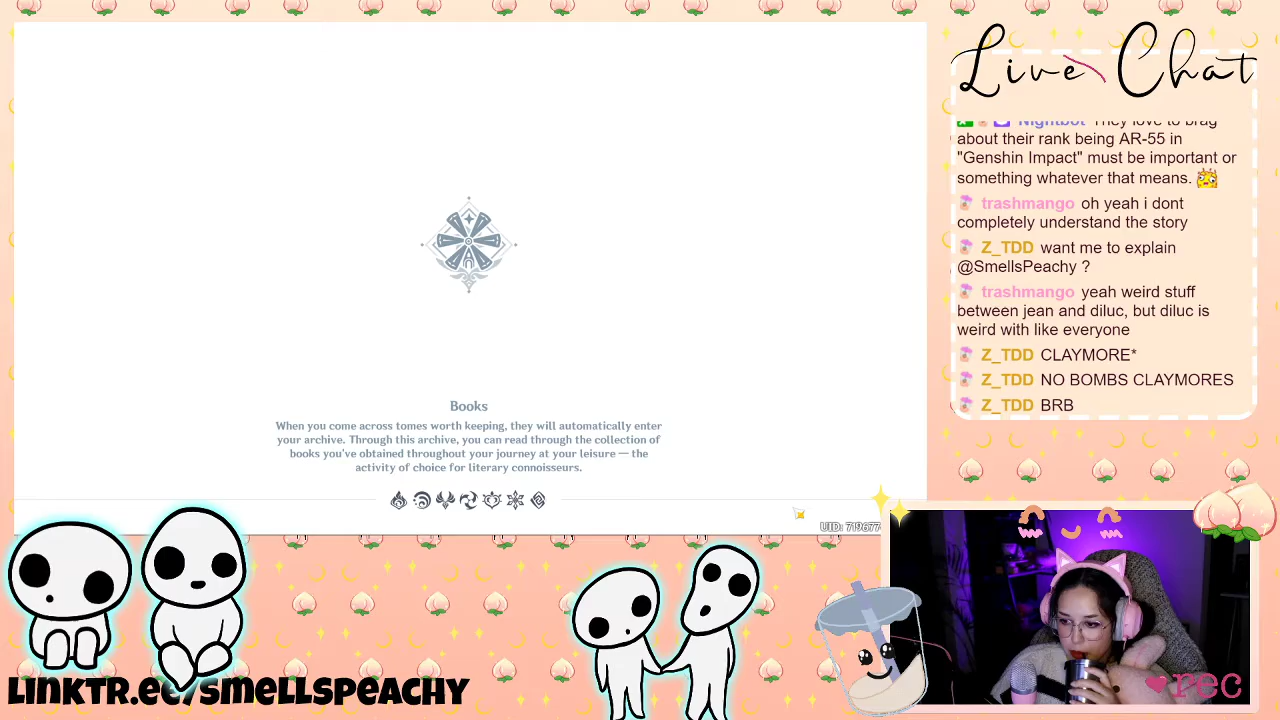 Live Chat
Nightbot They love to brag
about their rank being AR-55 in
"Genshin Impact" must be important or
something whatever that means.
trashmango oh yeah i dont
completely understand the story
Z_TDD want me to explain
@SmellsPeachy ?
trashmango yeah weird stuff
between jean and diluc, but diluc is
weird with like everyone
Z_TDD CLAYMORE*
Z_TDD NO BOMBS CLAYMORES
Z_TDD BRB
Books
When you come across tomes worth keeping, they will automatically enter
your archive. Through this archive, you can read through the collection of
books you've obtained throughout your journey at your leisure — the
activity of choice for literary connoisseurs.
UID:
linktr.ee/smellspeachy
rec